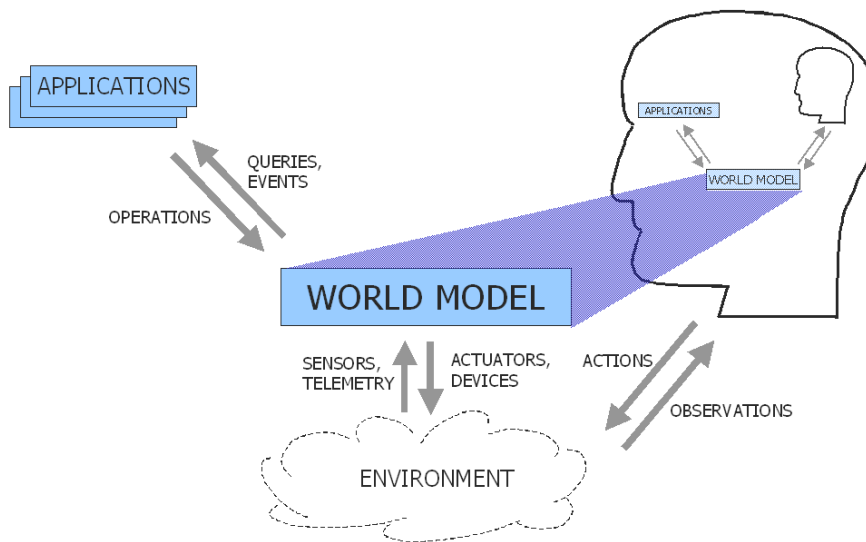 APPLICATIONS
QUERIES,
EVENTS
OPERATIONS
APPLICATIONS
WORLD MODEL
WORLD MODEL
SENSORS,
TELEMETRY
ACTUATORS,
DEVICES
ACTIONS
OBSERVATIONS
ENVIRONMENT